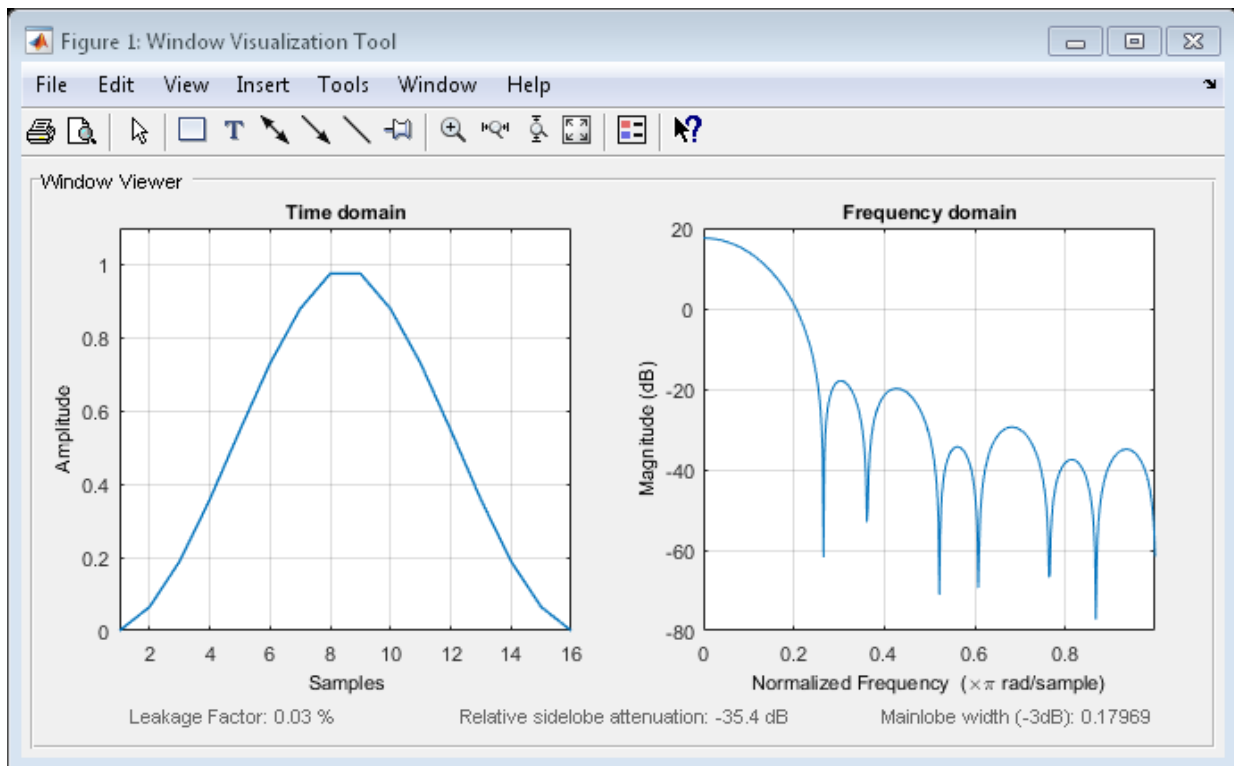 Figure 1: Window Visualization Tool
File Edit View Insert Tools Window Help
T
?
Window Viewer
Time domain
Amplitude
1
0.8
0.6
0.4
0.2
0
2 4 6 8 10 12 14 16
Samples
Frequency domain
Magnitude (dB)
20
0
-20
-40
-60
-80
0 0.2 0.4 0.6 0.8
Normalized Frequency (×π rad/sample)
Leakage Factor: 0.03 %
Relative sidelobe attenuation: -35.4 dB
Mainlobe width (-3dB): 0.17969